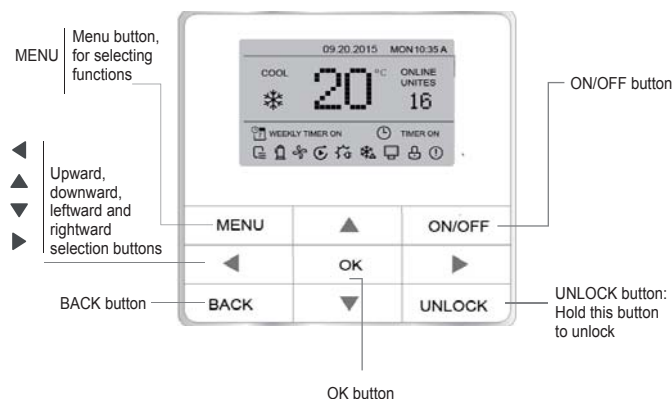 MENU
Menu button,
for selecting
functions
Upward,
downward,
leftward and
rightward
selection buttons
BACK button
09.20.2015 MON 10:35 A
COOL
20 °C
ONLINE
UNITES
16
WEEKLY TIMER ON
TIMER ON
MENU
ON/OFF
OK
BACK
UNLOCK
ON/OFF button
UNLOCK button:
Hold this button
to unlock
OK button